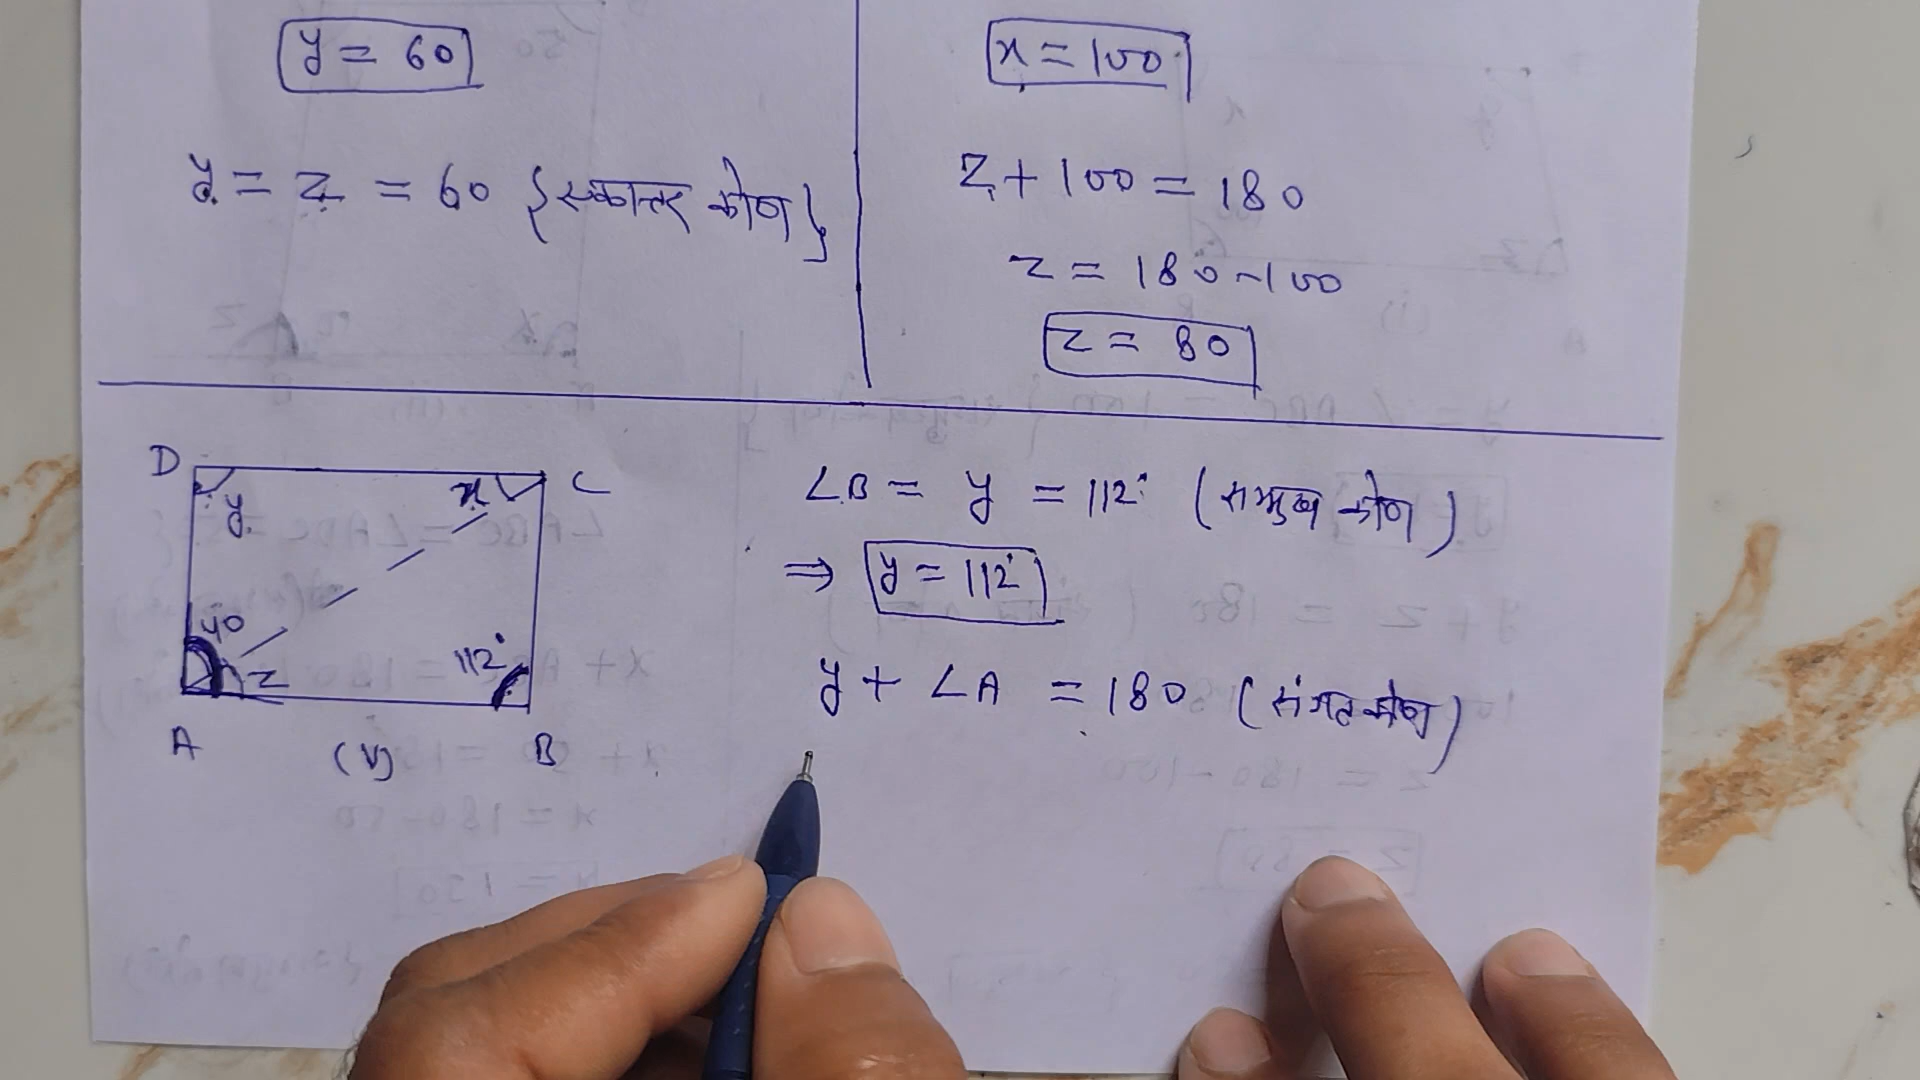 y = 60
y = z = 60 {एकान्तर कोण}
x = 100
z + 100 = 180
z = 180 - 100
z = 80
D
C
y
x
40
z
112°
A
B
(v)
∠B = y = 112° (सम्मुख कोण)
⇒ y = 112°
y + ∠A = 180 (संगत कोण)